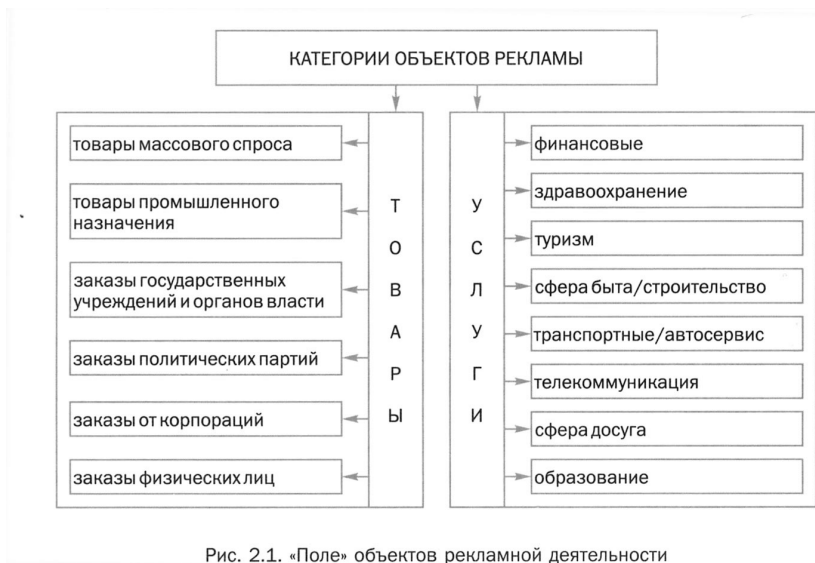 КАТЕГОРИИ ОБЪЕКТОВ РЕКЛАМЫ
ТОВАРЫ
товары массового спроса
товары промышленного
назначения
заказы государственных
учреждений и органов власти
заказы политических партий
заказы от корпораций
заказы физических лиц
УСЛУГИ
финансовые
здравоохранение
туризм
сфера быта/строительство
транспортные/автосервис
телекоммуникация
сфера досуга
образование
Рис. 2.1. «Поле» объектов рекламной деятельности